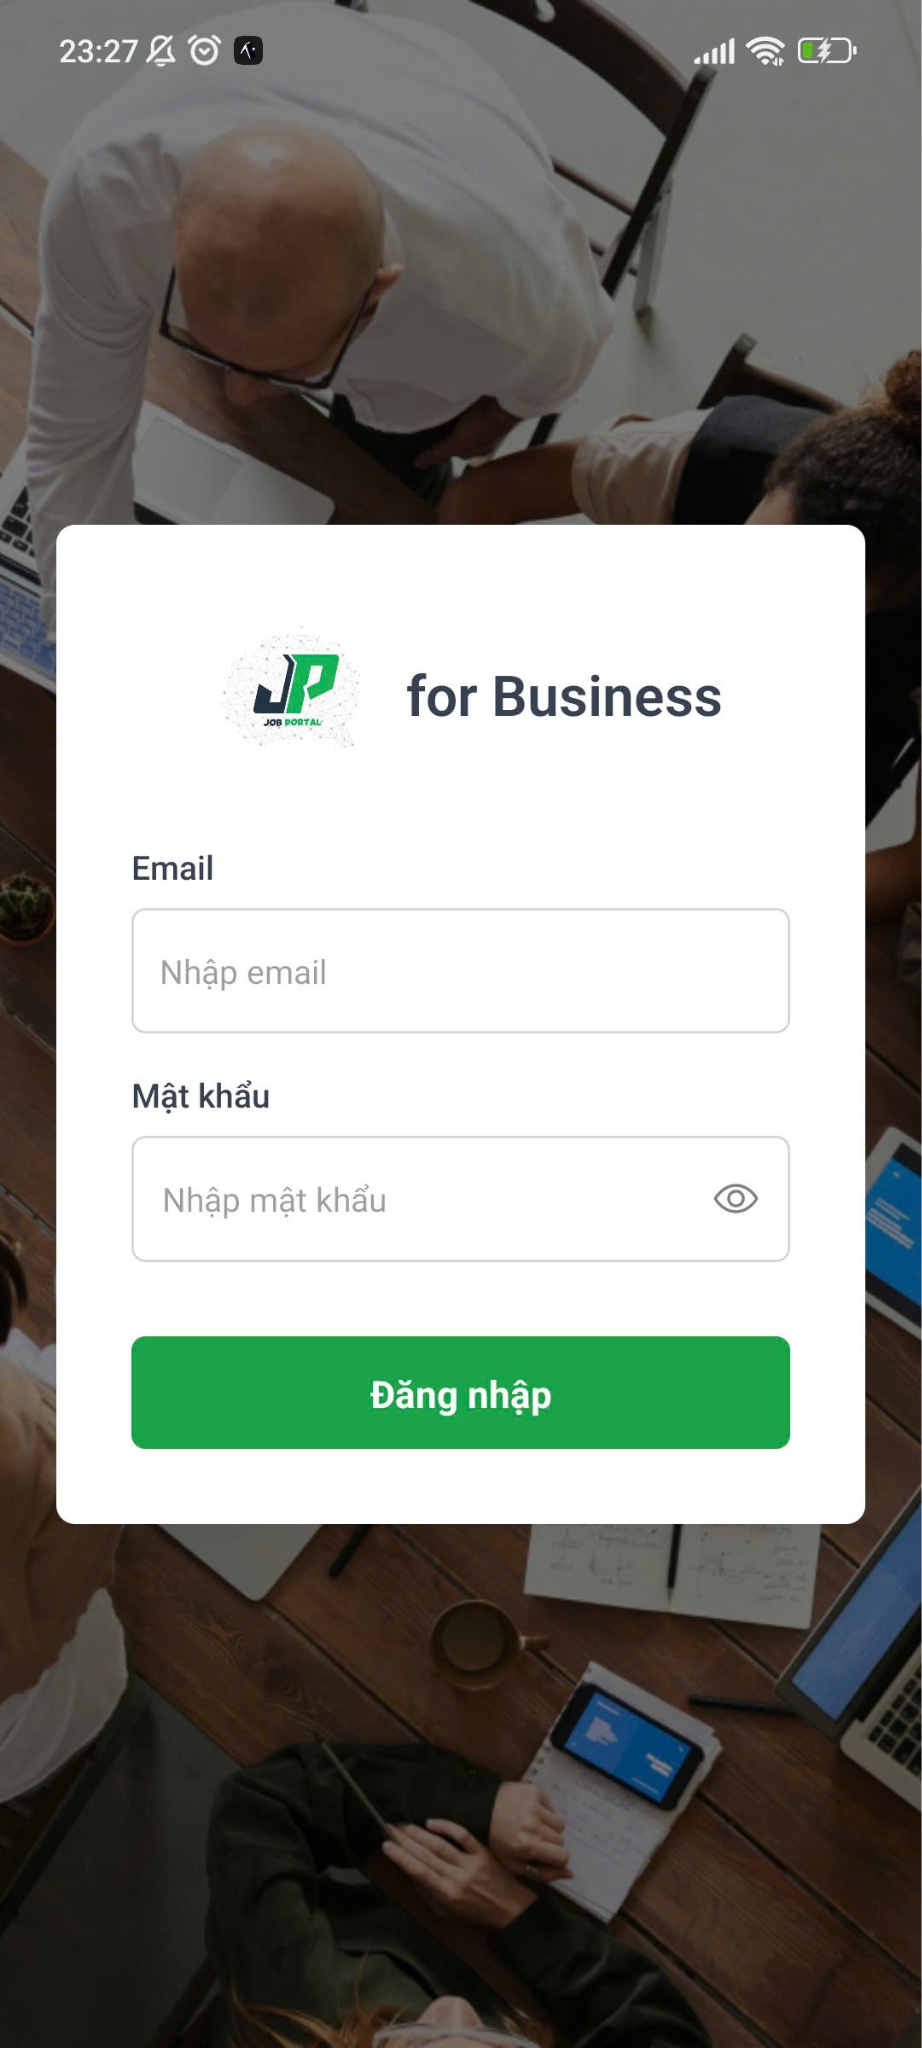 23:27
JP
JOB PORTAL
for Business
Email
Nhập email
Mật khẩu
Nhập mật khẩu
Đăng nhập